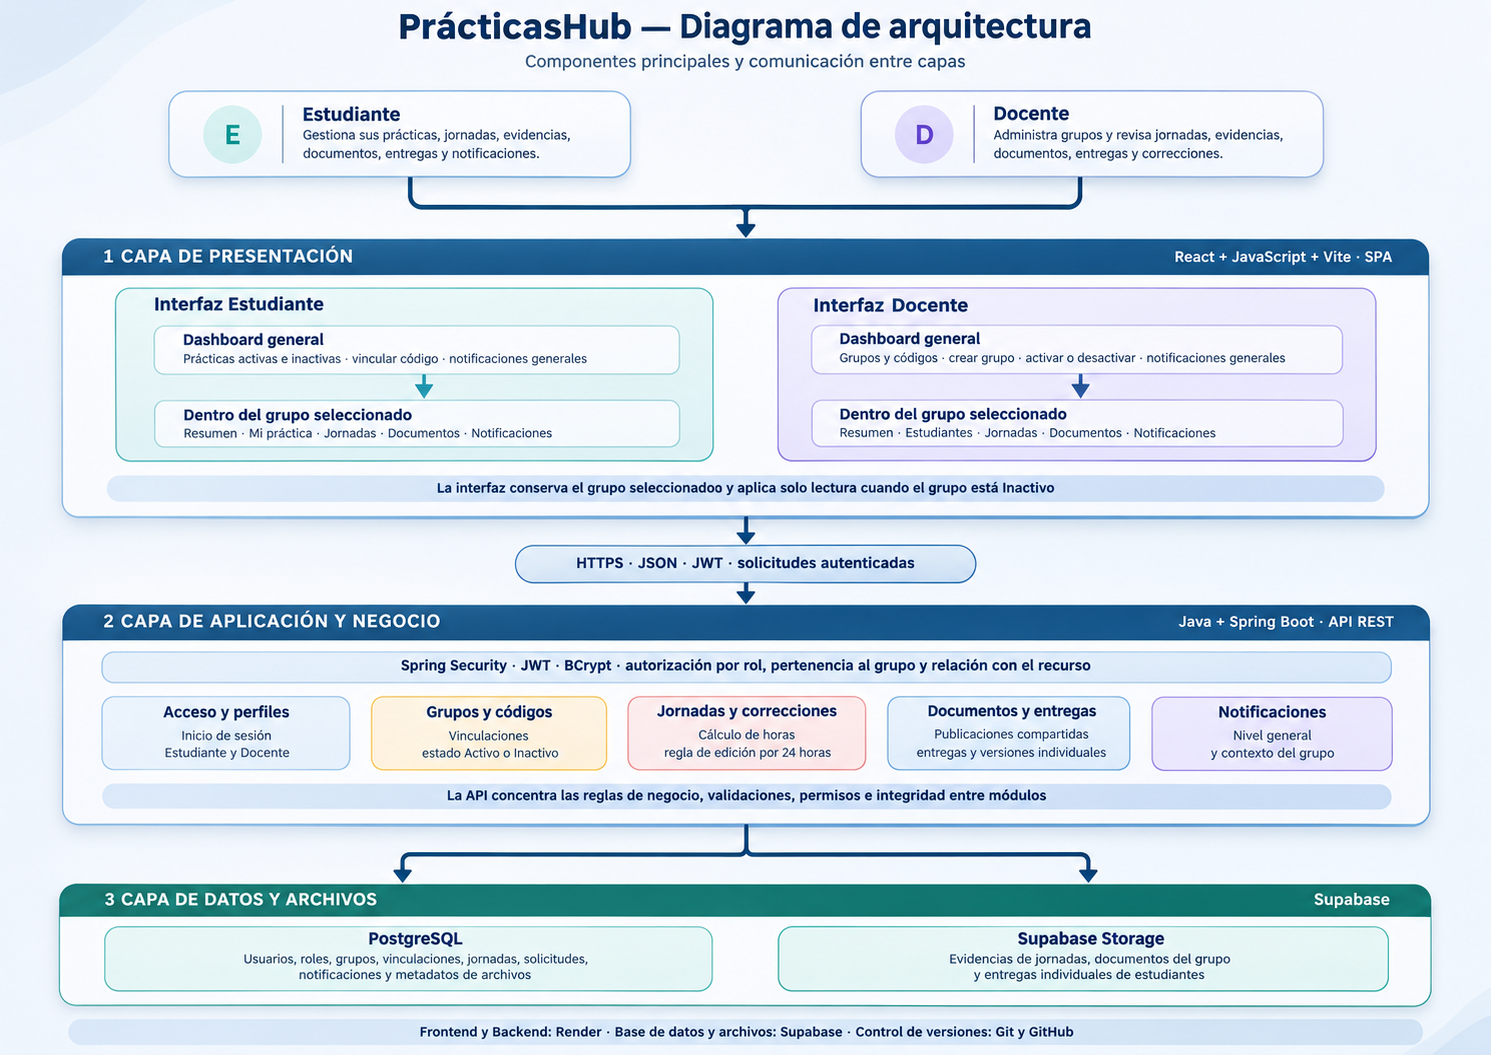 PrácticasHub — Diagrama de arquitectura
Componentes principales y comunicación entre capas
E
Estudiante
Gestiona sus prácticas, jornadas, evidencias,
documentos, entregas y notificaciones.
D
Docente
Administra grupos y revisa jornadas, evidencias,
documentos, entregas y correcciones.
1 CAPA DE PRESENTACIÓN
React + JavaScript + Vite · SPA
Interfaz Estudiante
Dashboard general
Prácticas activas e inactivas · vincular código · notificaciones generales
Dentro del grupo seleccionado
Resumen · Mi práctica · Jornadas · Documentos · Notificaciones
Interfaz Docente
Dashboard general
Grupos y códigos · crear grupo · activar o desactivar · notificaciones generales
Dentro del grupo seleccionado
Resumen · Estudiantes · Jornadas · Documentos · Notificaciones
La interfaz conserva el grupo seleccionadoo y aplica solo lectura cuando el grupo está Inactivo
HTTPS · JSON · JWT · solicitudes autenticadas
2 CAPA DE APLICACIÓN Y NEGOCIO
Java + Spring Boot · API REST
Spring Security · JWT · BCrypt · autorización por rol, pertenencia al grupo y relación con el recurso
Acceso y perfiles
Inicio de sesión
Estudiante y Docente
Grupos y códigos
Vinculaciones
estado Activo o Inactivo
Jornadas y correcciones
Cálculo de horas
regla de edición por 24 horas
Documentos y entregas
Publicaciones compartidas
entregas y versiones individuales
Notificaciones
Nivel general
y contexto del grupo
La API concentra las reglas de negocio, validaciones, permisos e integridad entre módulos
3 CAPA DE DATOS Y ARCHIVOS
Supabase
PostgreSQL
Usuarios, roles, grupos, vinculaciones, jornadas, solicitudes,
notificaciones y metadatos de archivos
Supabase Storage
Evidencias de jornadas, documentos del grupo
y entregas individuales de estudiantes
Frontend y Backend: Render · Base de datos y archivos: Supabase · Control de versiones: Git y GitHub